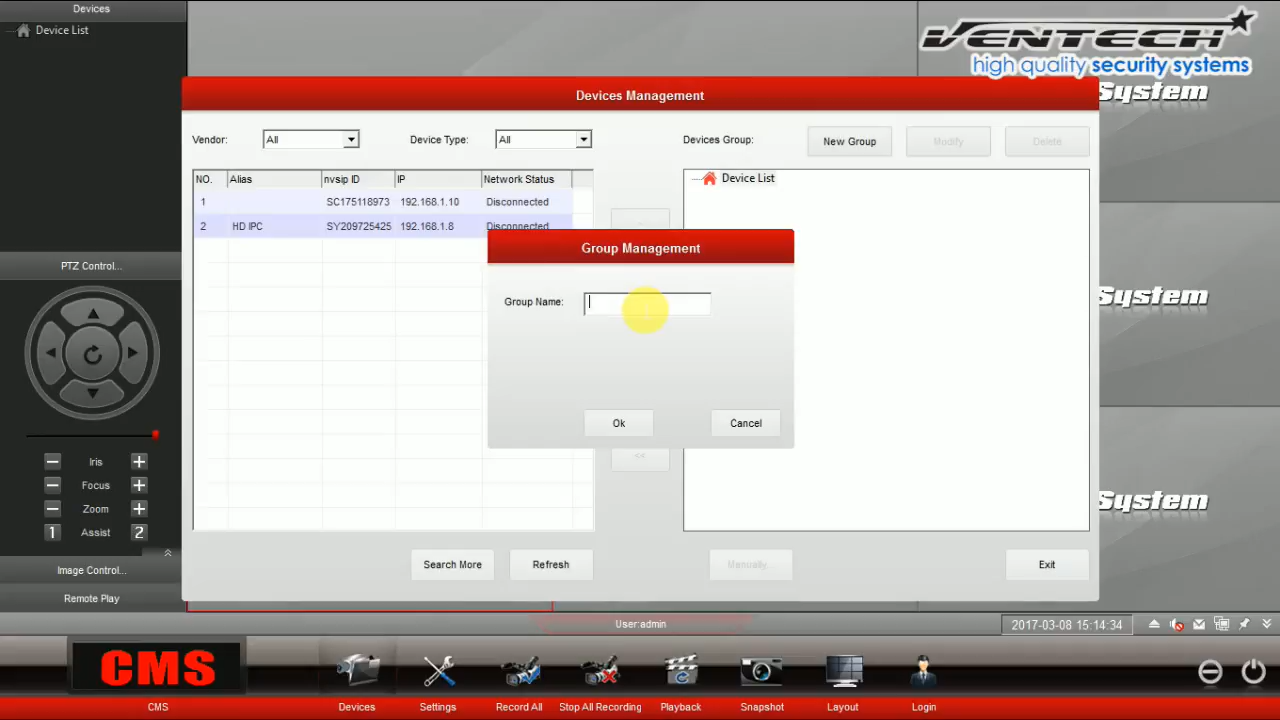 Devices
Device List
VENTECH
high quality security systems
System
Devices Management
Vendor: All Device Type: All Devices Group: New Group Modify Delete
NO. Alias nvsip ID IP Network Status
1 SC175118973 192.168.1.10 Disconnected
2 HD IPC SY209725425 192.168.1.8 Disconnected
Device List
Group Management
Group Name:
Ok Cancel
<<
PTZ Control...
System
Iris
Focus
Zoom
1 Assist 2
System
Image Control...
Remote Play
Search More Refresh Manually... Exit
User:admin
2017-03-08 15:14:34
CMS
CMS Devices Settings Record All Stop All Recording Playback Snapshot Layout Login